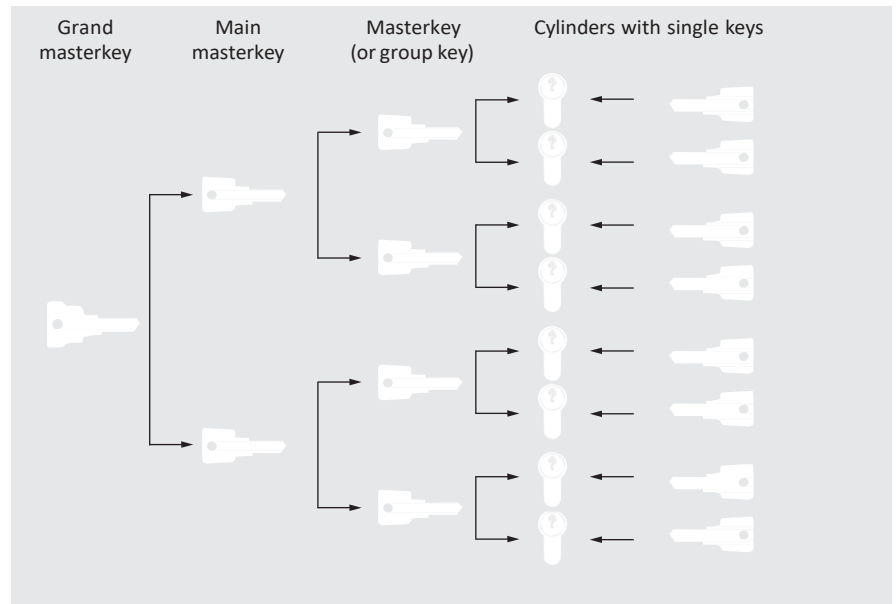 Grand
masterkey
Main
masterkey
Masterkey
(or group key)
Cylinders with single keys